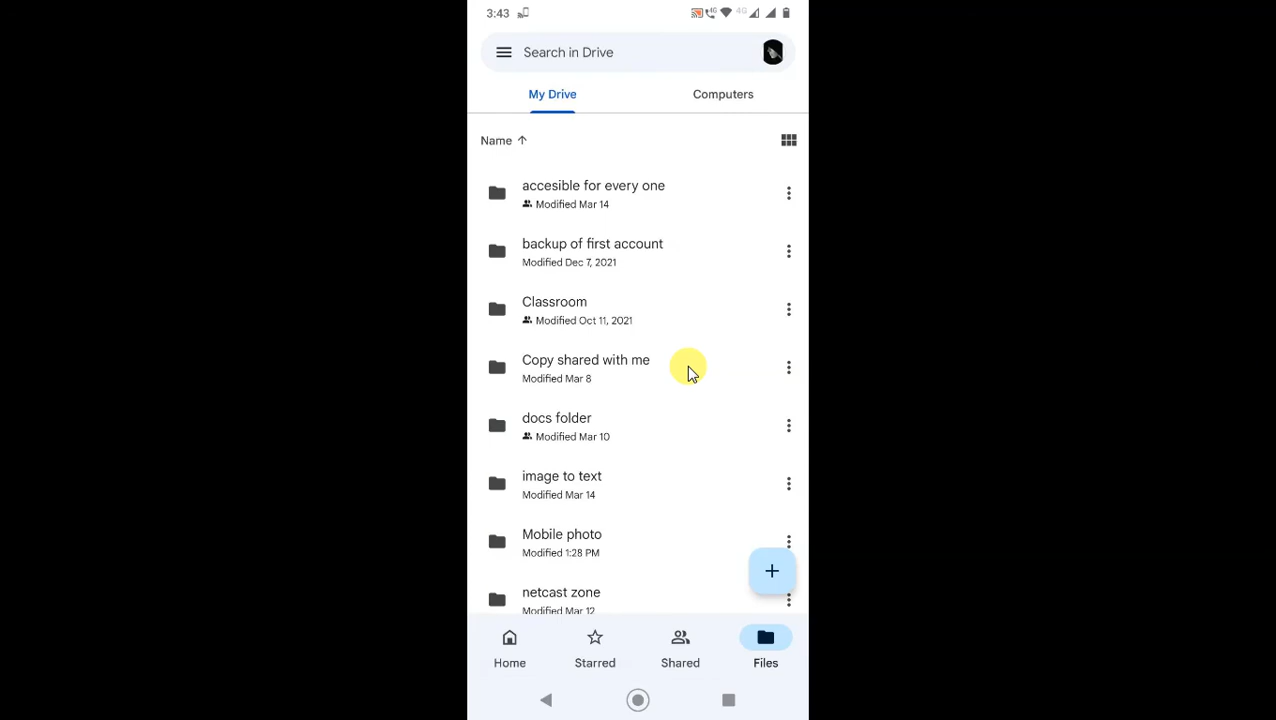 3:43
4G
4G
Search in Drive
My Drive
Computers
Name
accesible for every one
Modified Mar 14
backup of first account
Modified Dec 7, 2021
Classroom
Modified Oct 11, 2021
Copy shared with me
Modified Mar 8
docs folder
Modified Mar 10
image to text
Modified Mar 14
Mobile photo
Modified 1:28 PM
netcast zone
Modified Mar 12
Home
Starred
Shared
Files